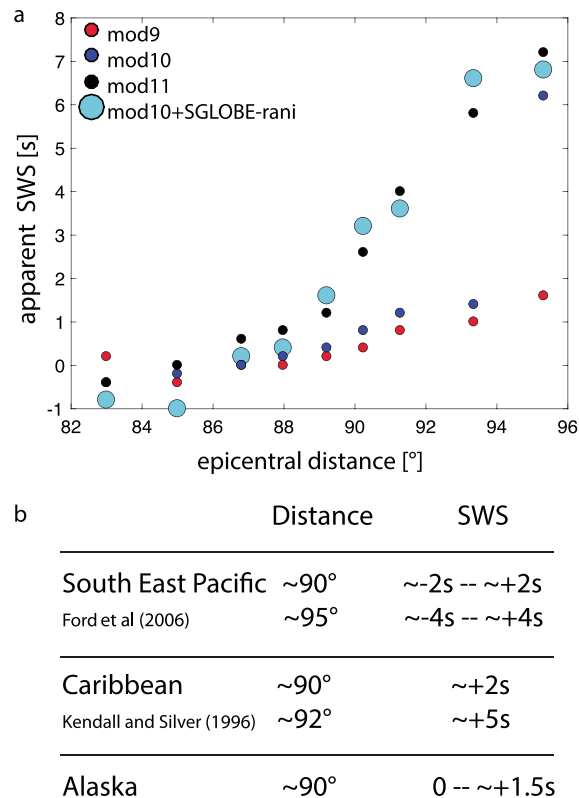 a
mod9
mod10
mod11
mod10+SGLOBE-rani
apparent SWS [s]
8
7
6
5
4
3
2
1
0
-1
82 84 86 88 90 92 94 96
epicentral distance [°]
b
Distance SWS
South East Pacific ~90° ~-2s -- ~+2s
Ford et al (2006) ~95° ~-4s -- ~+4s
Caribbean ~90° ~+2s
Kendall and Silver (1996) ~92° ~+5s
Alaska ~90° 0 -- ~+1.5s